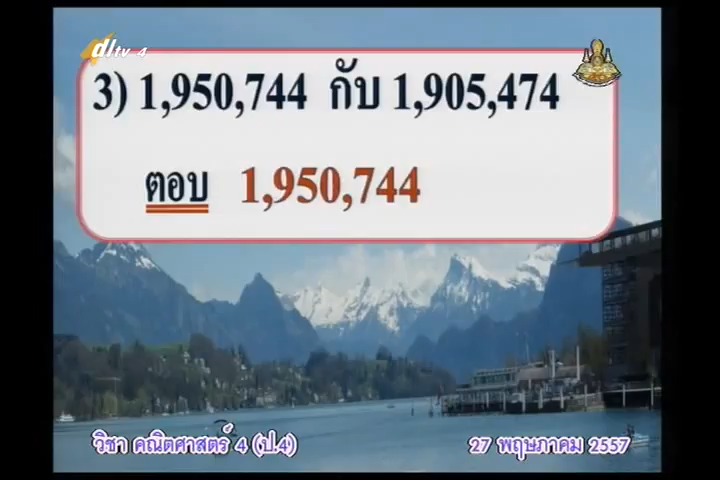 dltv 4
3) 1,950,744 กับ 1,905,474
ตอบ 1,950,744
วิชา คณิตศาสตร์ 4 (ป.4)
27 พฤษภาคม 2557